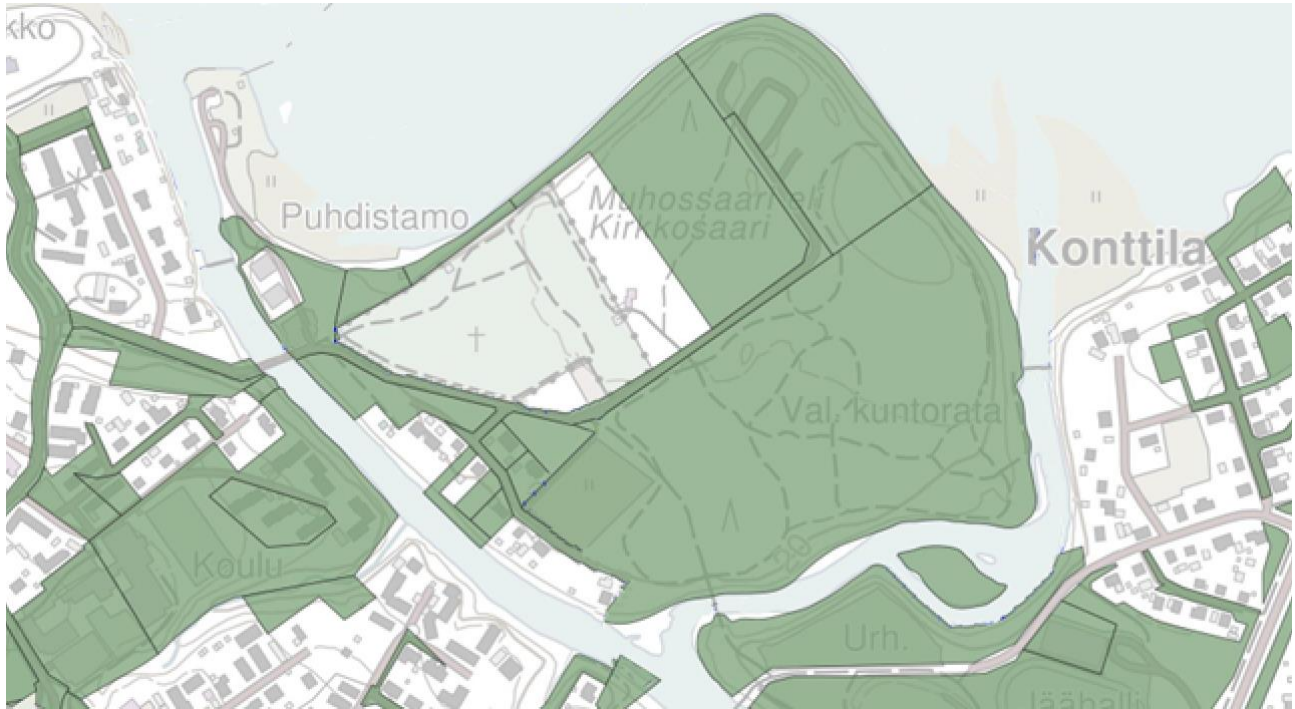 kko
Puhdistamo
Muhossaari eli
Kirkkosaari
Konttila
Val. kuntorata
Koulu
Urh.
Jäähalli